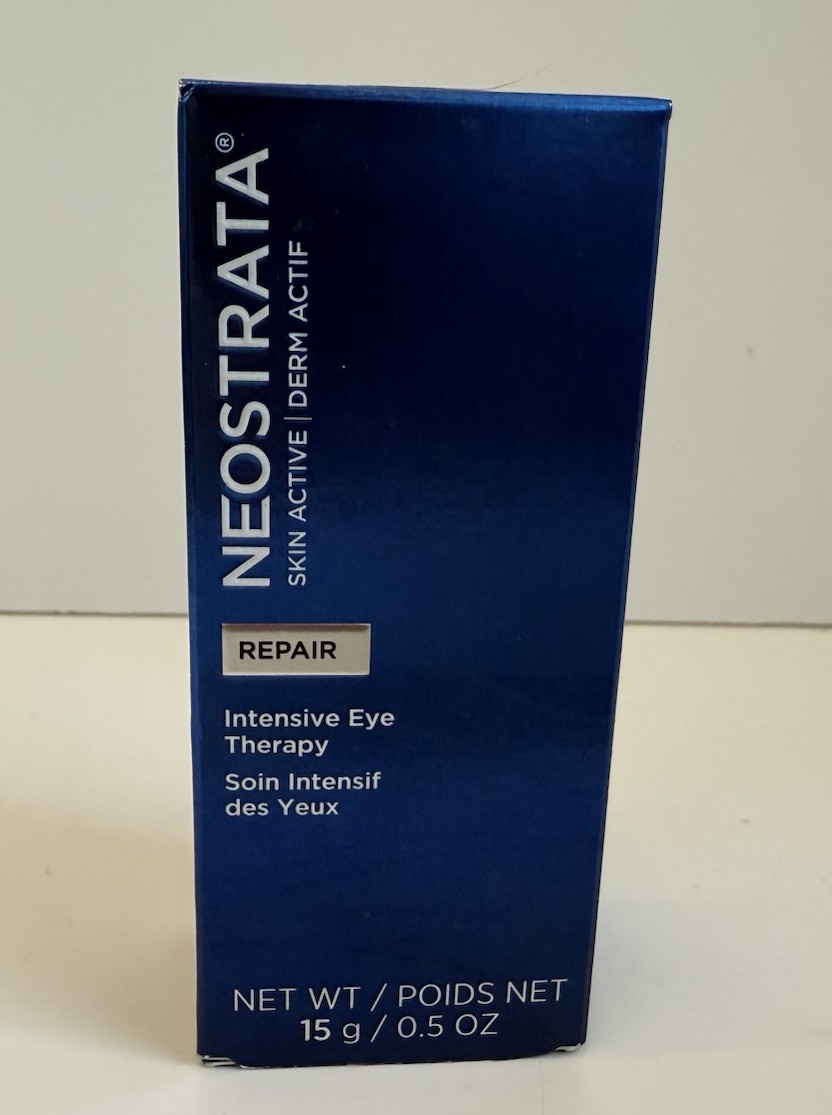 NEOSTRATA®
SKIN ACTIVE | DERM ACTIF
REPAIR
Intensive Eye
Therapy
Soin Intensif
des Yeux
NET WT / POIDS NET
15 g / 0.5 OZ